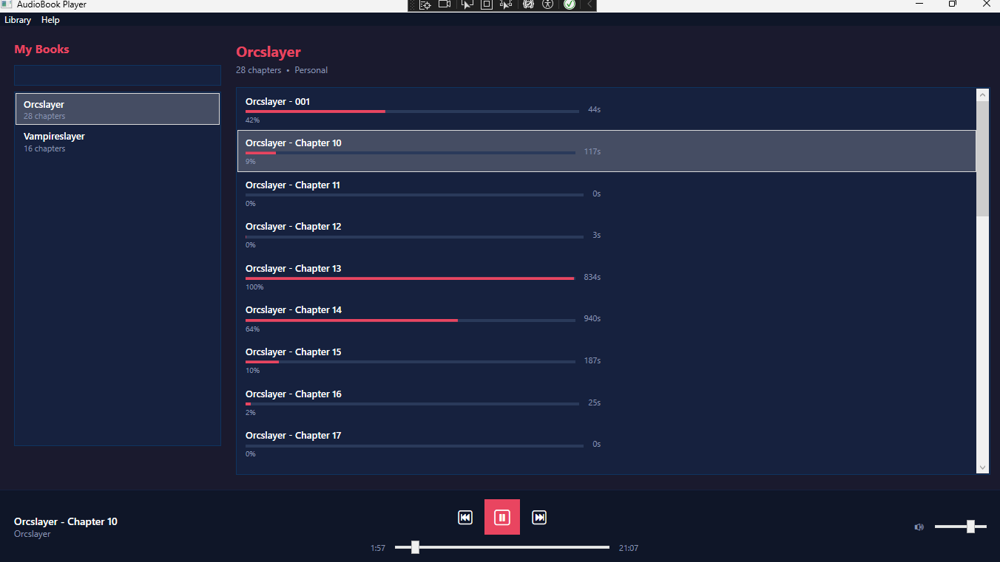 AudioBook Player
Library Help
My Books
Orcslayer
28 chapters
Vampireslayer
16 chapters
Orcslayer
28 chapters • Personal
Orcslayer - 001
44s
42%
Orcslayer - Chapter 10
117s
9%
Orcslayer - Chapter 11
0s
0%
Orcslayer - Chapter 12
3s
0%
Orcslayer - Chapter 13
834s
100%
Orcslayer - Chapter 14
940s
64%
Orcslayer - Chapter 15
187s
10%
Orcslayer - Chapter 16
25s
2%
Orcslayer - Chapter 17
0s
0%
Orcslayer - Chapter 10
Orcslayer
1:57
21:07